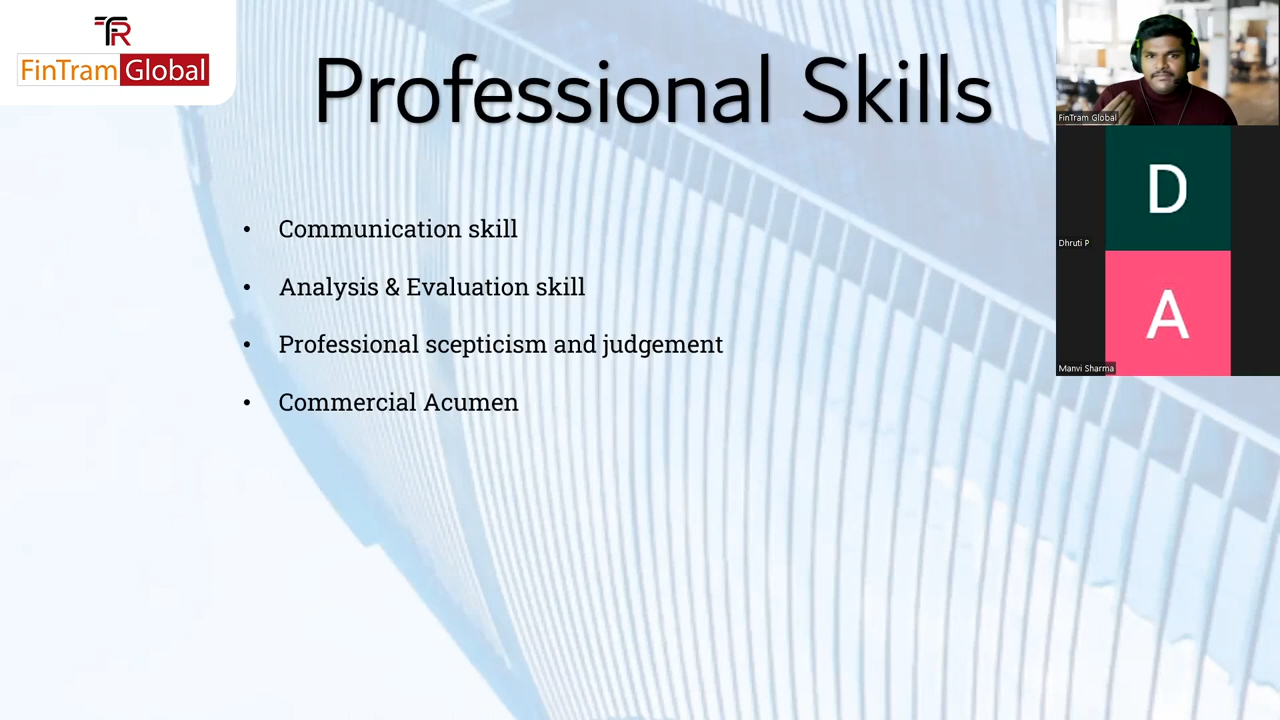 TR
FinTram Global
Professional Skills
• Communication skill
• Analysis & Evaluation skill
• Professional scepticism and judgement
• Commercial Acumen
FinTram Global
D
Dhruti P
A
Manvi Sharma